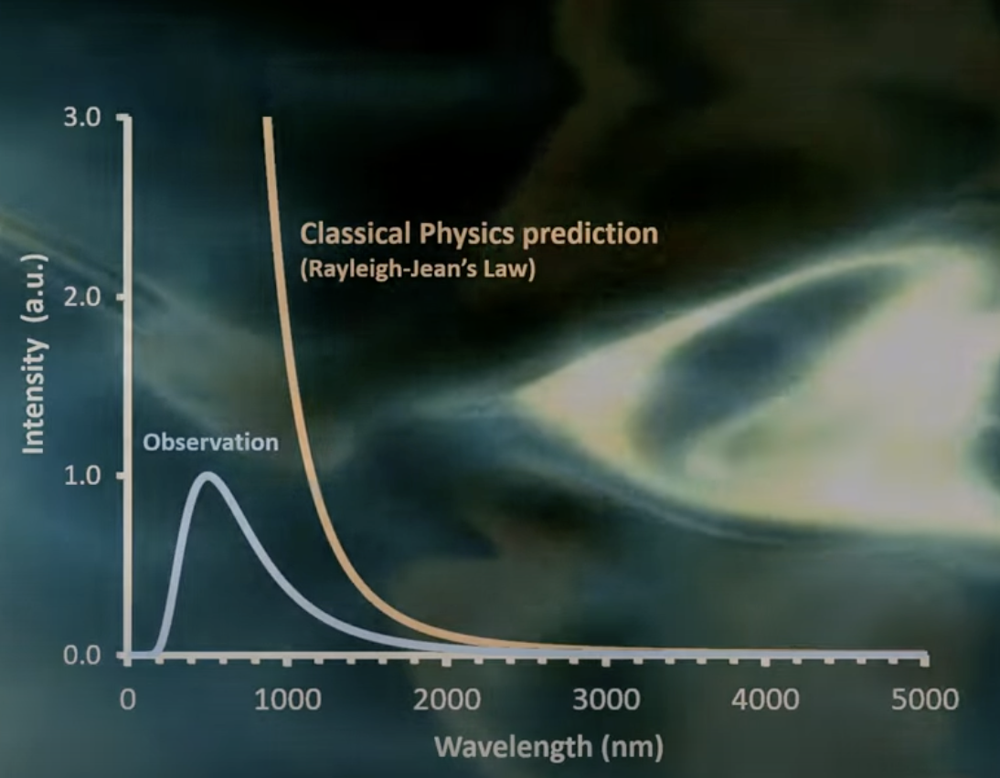 3.0
Classical Physics prediction
(Rayleigh-Jean's Law)
2.0
Intensity (a.u.)
Observation
1.0
0.0
0 1000 2000 3000 4000 5000
Wavelength (nm)